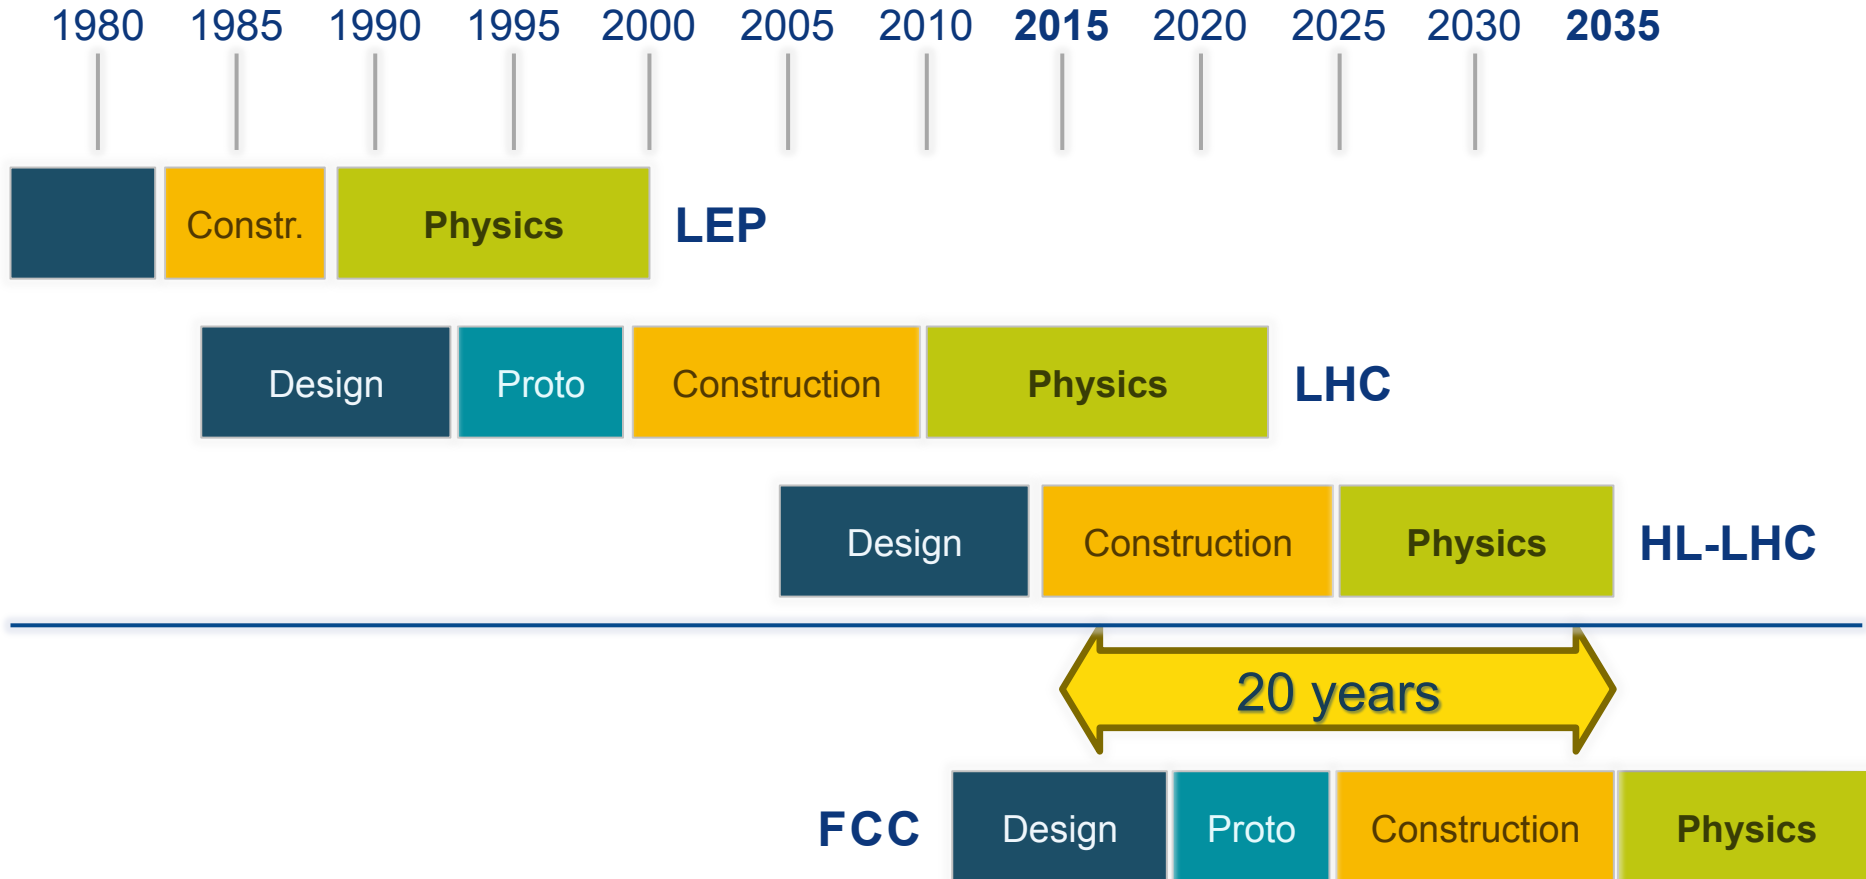 1980 1985 1990 1995 2000 2005 2010 2015 2020 2025 2030 2035
Constr. Physics LEP
Design Proto Construction Physics LHC
Design Construction Physics HL-LHC
20 years
FCC Design Proto Construction Physics